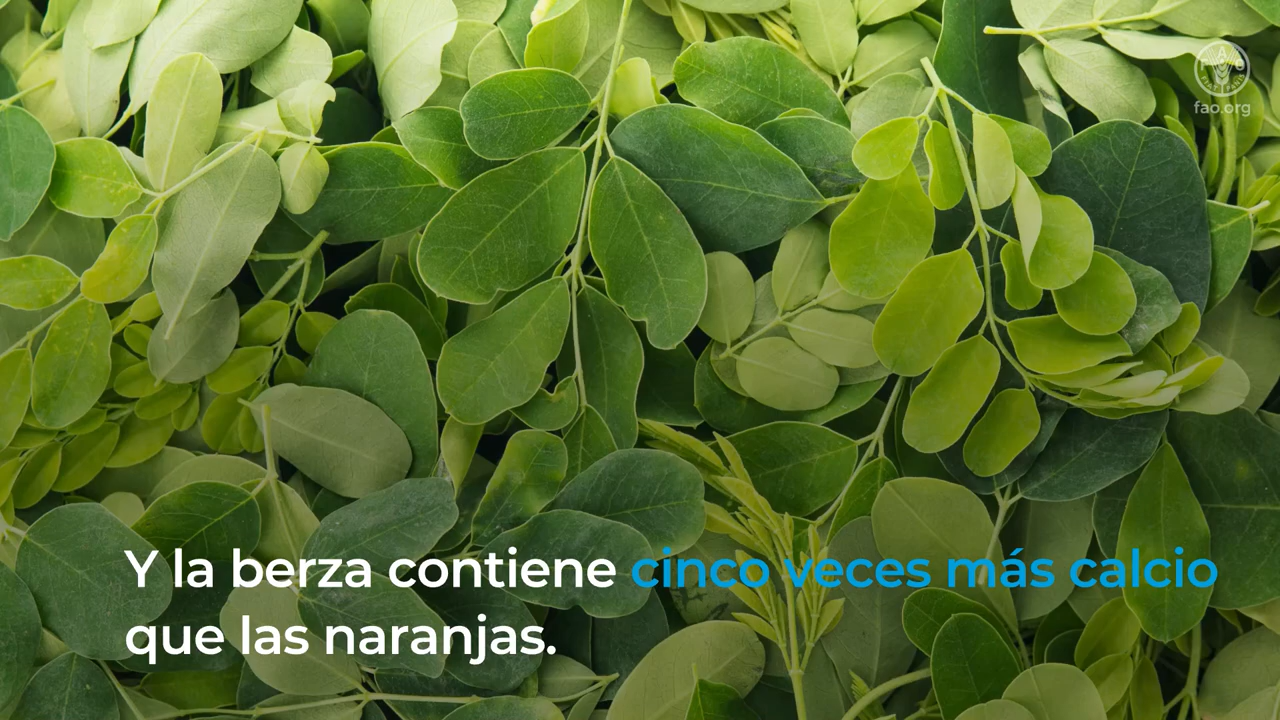 fao.org
Y la berza contiene cinco veces más calcio
que las naranjas.